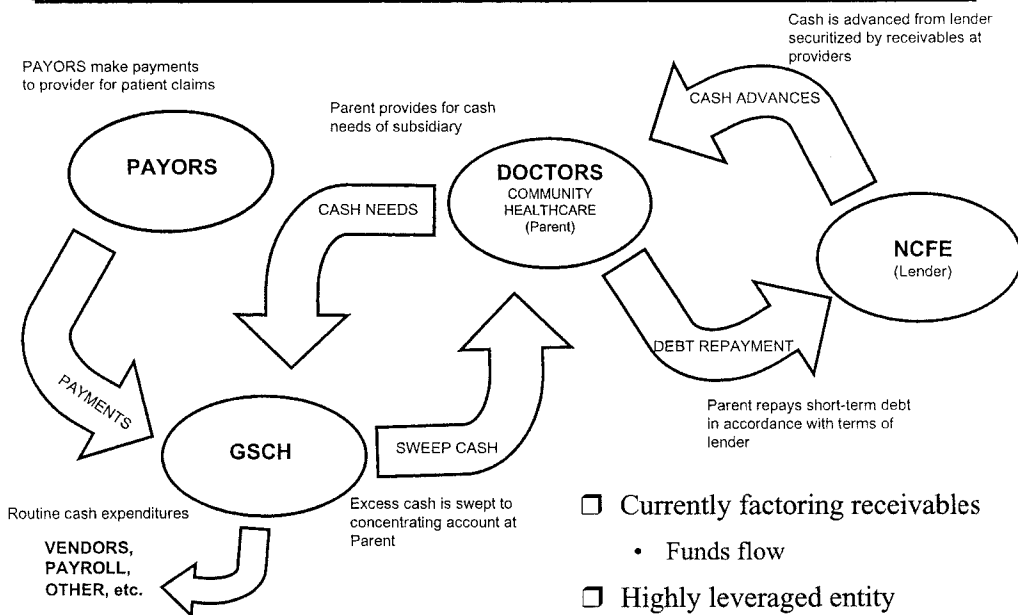 Cash is advanced from lender
securitized by receivables at
providers
PAYORS make payments
to provider for patient claims
CASH ADVANCES
Parent provides for cash
needs of subsidiary
PAYORS
DOCTORS
COMMUNITY
HEALTHCARE
(Parent)
CASH NEEDS
NCFE
(Lender)
DEBT REPAYMENT
PAYMENTS
Parent repays short-term debt
in accordance with terms of
lender
GSCH
SWEEP CASH
Routine cash expenditures
Excess cash is swept to
concentrating account at
Parent
VENDORS,
PAYROLL,
OTHER, etc.
❒ Currently factoring receivables
• Funds flow
❒ Highly leveraged entity